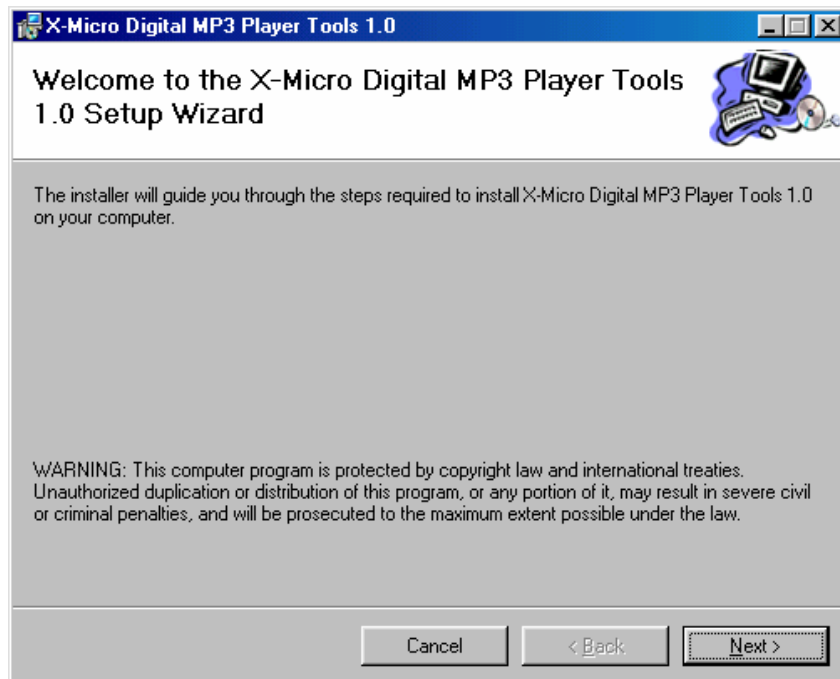 X-Micro Digital MP3 Player Tools 1.0
Welcome to the X-Micro Digital MP3 Player Tools
1.0 Setup Wizard
The installer will guide you through the steps required to install X-Micro Digital MP3 Player Tools 1.0
on your computer.
WARNING: This computer program is protected by copyright law and international treaties.
Unauthorized duplication or distribution of this program, or any portion of it, may result in severe civil
or criminal penalties, and will be prosecuted to the maximum extent possible under the law.
Cancel < Back Next >